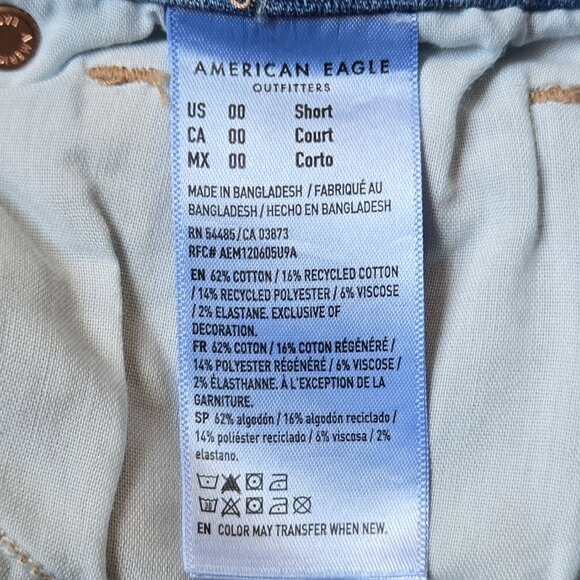 AMERICAN EAGLE
OUTFITTERS
US 00 Short
CA 00 Court
MX 00 Corto
MADE IN BANGLADESH / FABRIQUÉ AU
BANGLADESH / HECHO EN BANGLADESH
RN 54485 / CA 03873
RFC# AEM120605U9A
EN 62% COTTON / 16% RECYCLED COTTON
/ 14% RECYCLED POLYESTER / 6% VISCOSE
/ 2% ELASTANE. EXCLUSIVE OF
DECORATION.
FR 62% COTON / 16% COTON RÉGÉNÉRÉ /
14% POLYESTER RÉGÉNÉRÉ / 6% VISCOSE /
2% ÉLASTHANNE. À L'EXCEPTION DE LA
GARNITURE.
SP 62% algodón / 16% algodón reciclado /
14% poliéster reciclado / 6% viscosa / 2%
elastano.
30
EN COLOR MAY TRANSFER WHEN NEW.